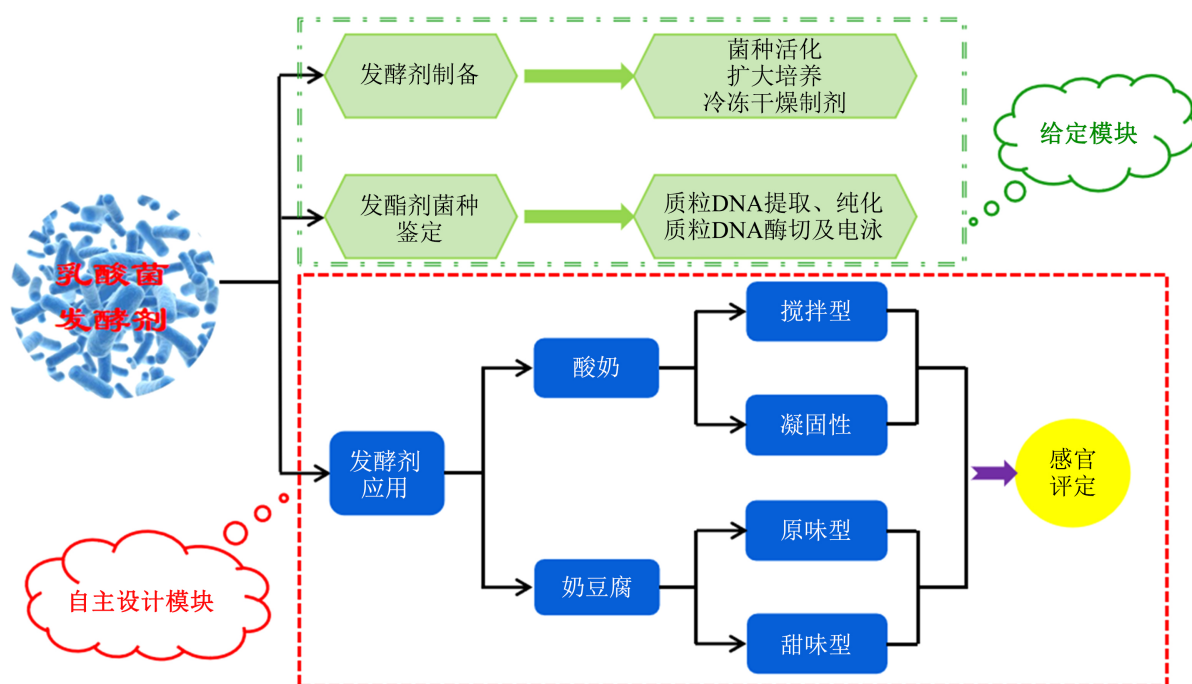 发酵剂制备
菌种活化
扩大培养
冷冻干燥制剂
给定模块
发酯剂菌种
鉴定
质粒DNA提取、纯化
质粒DNA酶切及电泳
乳酸菌
发酵剂
搅拌型
酸奶
凝固性
发酵剂
应用
感官
评定
原味型
奶豆腐
甜味型
自主设计模块